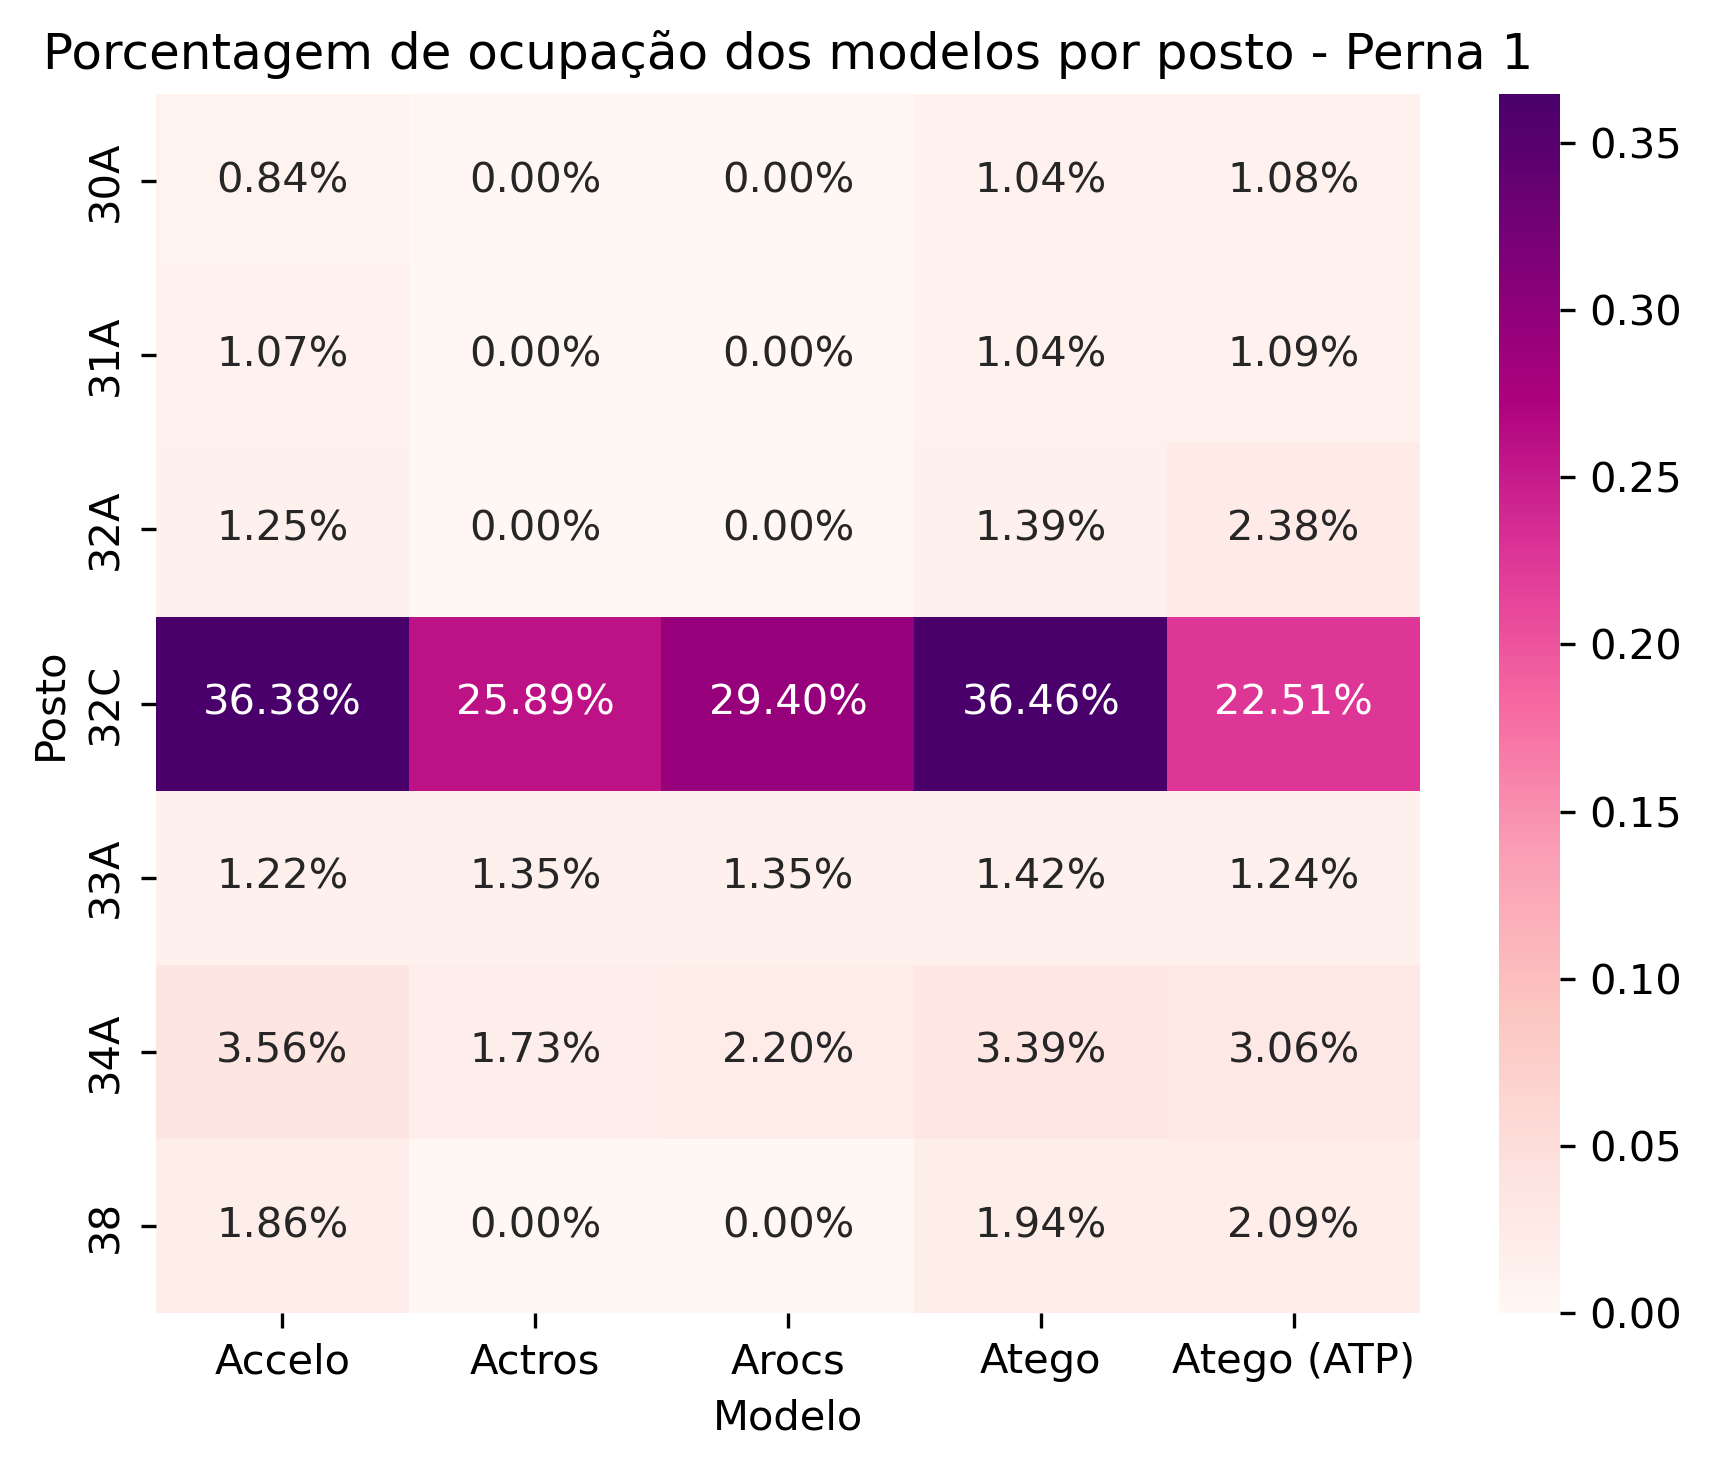 Porcentagem de ocupação dos modelos por posto - Perna 1
Posto
30A 0.84% 0.00% 0.00% 1.04% 1.08%
31A 1.07% 0.00% 0.00% 1.04% 1.09%
32A 1.25% 0.00% 0.00% 1.39% 2.38%
32C 36.38% 25.89% 29.40% 36.46% 22.51%
33A 1.22% 1.35% 1.35% 1.42% 1.24%
34A 3.56% 1.73% 2.20% 3.39% 3.06%
38 1.86% 0.00% 0.00% 1.94% 2.09%
Accelo Actros Arocs Atego Atego (ATP)
Modelo
0.35
0.30
0.25
0.20
0.15
0.10
0.05
0.00